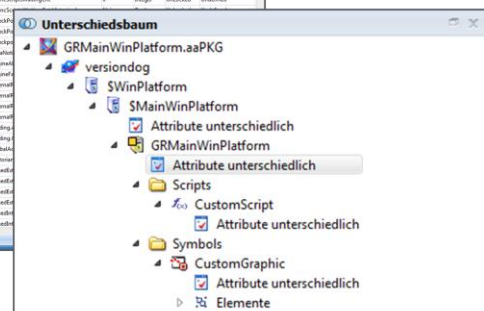 Unterschiedsbaum
GRMainWinPlatform.aaPKG
versiondog
$WinPlatform
$MainWinPlatform
Attribute unterschiedlich
GRMainWinPlatform
Attribute unterschiedlich
Scripts
CustomScript
Attribute unterschiedlich
Symbols
CustomGraphic
Attribute unterschiedlich
Elemente